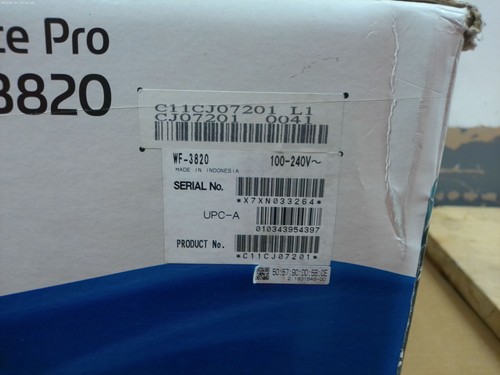 ce Pro
3820
C11CJ07201 L1
CJ07201 0041
WF-3820 100-240V~
MADE IN INDONESIA
SERIAL No.
*X7XN033264*
UPC-A
010343954397
PRODUCT No.
*C11CJ07201*